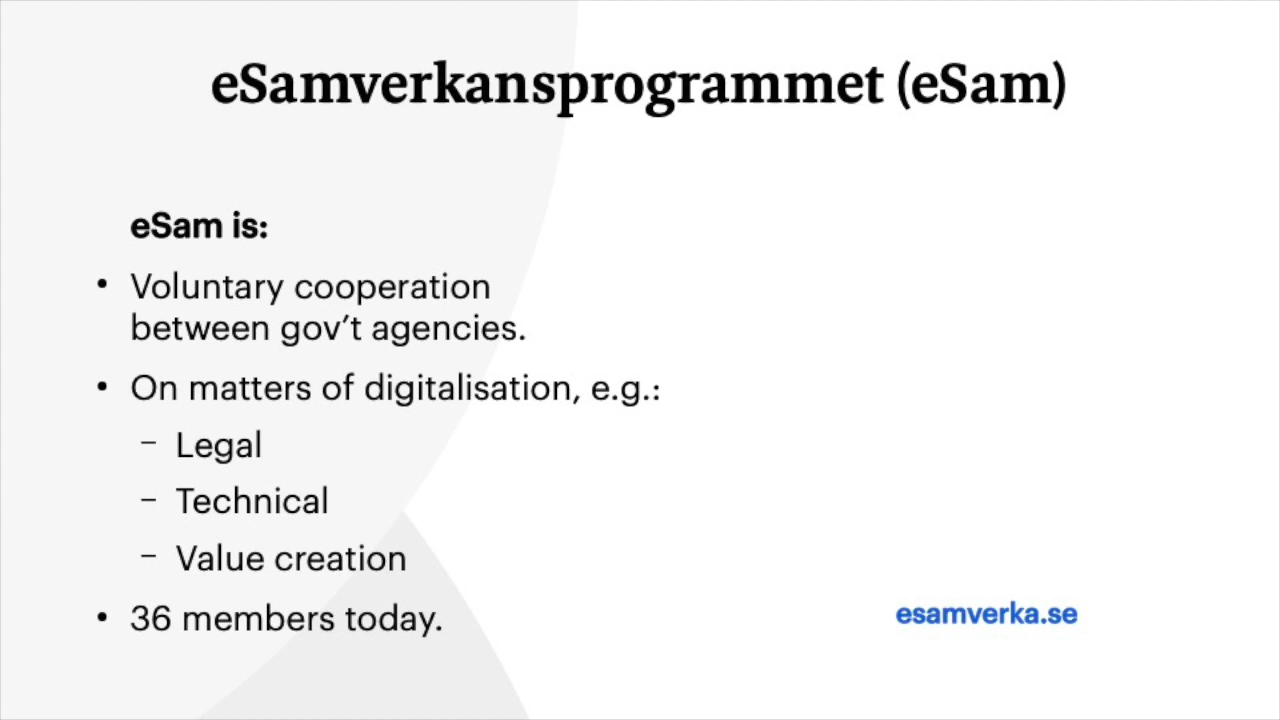 eSamverkansprogrammet (eSam)
eSam is:
• Voluntary cooperation
between gov’t agencies.
• On matters of digitalisation, e.g.:
– Legal
– Technical
– Value creation
• 36 members today.
esamverka.se